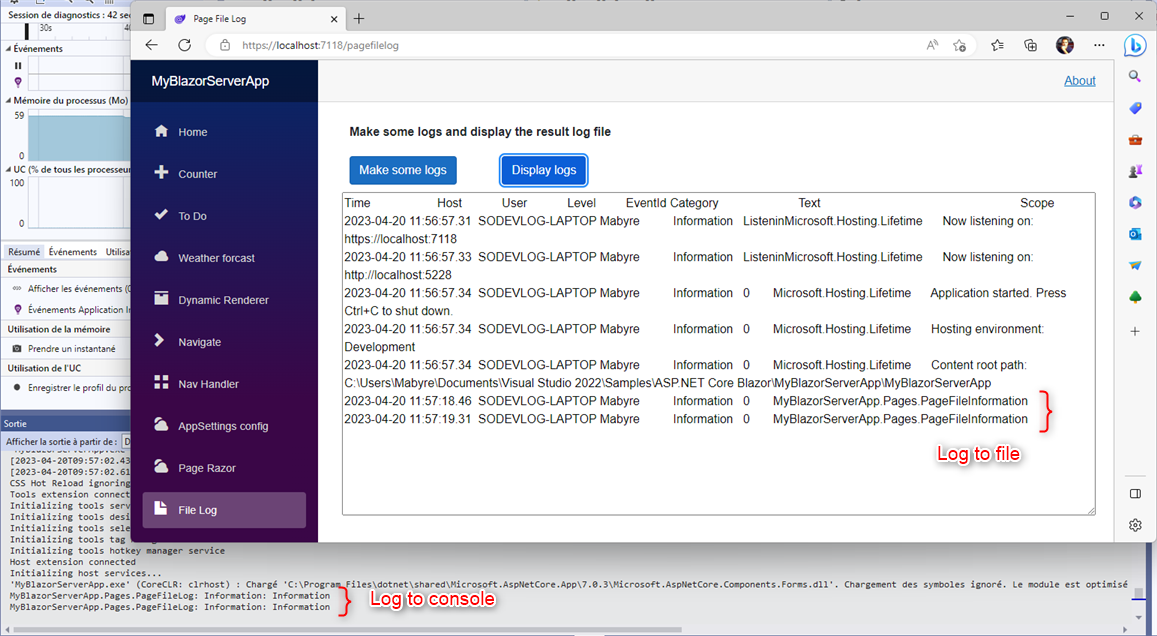 Session de diagnostics : 42 sec
30s
Événements
Mémoire du processus (Mo)
59
0
UC (% de tous les processeur
100
0
Résumé Événements Utilisa
Événements
Afficher les événements (0
Événements Application In
Utilisation de la mémoire
Prendre un instantané
Utilisation de l'UC
Enregistrer le profil du pro
Page File Log
https://localhost:7118/pagefilelog
MyBlazorServerApp
About
Home
Counter
To Do
Weather forcast
Dynamic Renderer
Navigate
Nav Handler
AppSettings config
Page Razor
File Log
Make some logs and display the result log file
Make some logs Display logs
Time Host User Level EventId Category Text Scope
2023-04-20 11:56:57.31 SODEVLOG-LAPTOP Mabyre Information ListeninMicrosoft.Hosting.Lifetime Now listening on:
https://localhost:7118
2023-04-20 11:56:57.33 SODEVLOG-LAPTOP Mabyre Information ListeninMicrosoft.Hosting.Lifetime Now listening on:
http://localhost:5228
2023-04-20 11:56:57.34 SODEVLOG-LAPTOP Mabyre Information 0 Microsoft.Hosting.Lifetime Application started. Press
Ctrl+C to shut down.
2023-04-20 11:56:57.34 SODEVLOG-LAPTOP Mabyre Information 0 Microsoft.Hosting.Lifetime Hosting environment:
Development
2023-04-20 11:56:57.34 SODEVLOG-LAPTOP Mabyre Information 0 Microsoft.Hosting.Lifetime Content root path:
C:\Users\Mabyre\Documents\Visual Studio 2022\Samples\ASP.NET Core Blazor\MyBlazorServerApp\MyBlazorServerApp
2023-04-20 11:57:18.46 SODEVLOG-LAPTOP Mabyre Information 0 MyBlazorServerApp.Pages.PageFileInformation
2023-04-20 11:57:19.31 SODEVLOG-LAPTOP Mabyre Information 0 MyBlazorServerApp.Pages.PageFileInformation
Log to file
Sortie
Afficher la sortie à partir de : D
[2023-04-20T09:57:02.43
[2023-04-20T09:57:02.61
CSS Hot Reload ignoring
Tools extension connect
Initializing tools serv
Initializing tools desi
Initializing tools sele
Initializing tools tag
Initializing tools hotkey manager service
Host extension connected
Initializing host services...
'MyBlazorServerApp.exe' (CoreCLR: clrhost) : Chargé 'C:\Program Files\dotnet\shared\Microsoft.AspNetCore.App\7.0.3\Microsoft.AspNetCore.Components.Forms.dll'. Chargement des symboles ignoré. Le module est optimisé
MyBlazorServerApp.Pages.PageFileLog: Information: Information
MyBlazorServerApp.Pages.PageFileLog: Information: Information
Log to console